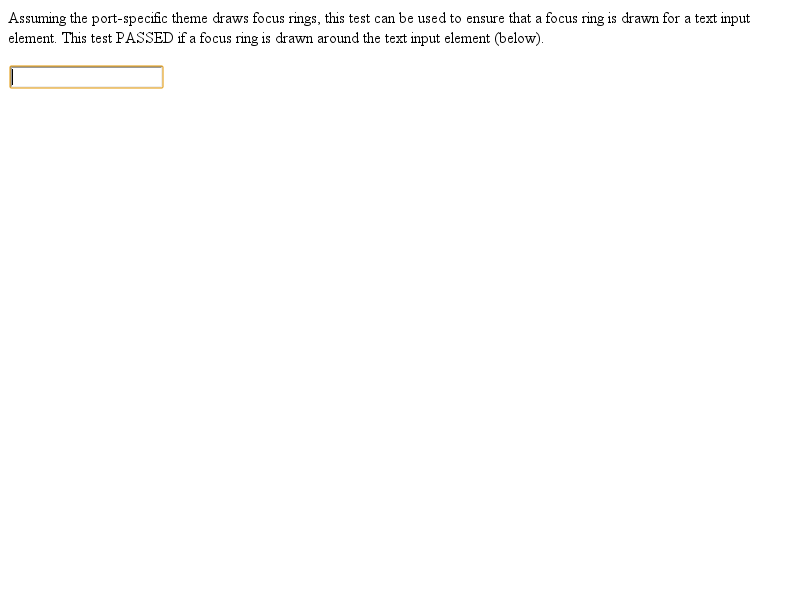 Assuming the port-specific theme draws focus rings, this test can be used to ensure that a focus ring is drawn for a text input
element. This test PASSED if a focus ring is drawn around the text input element (below).